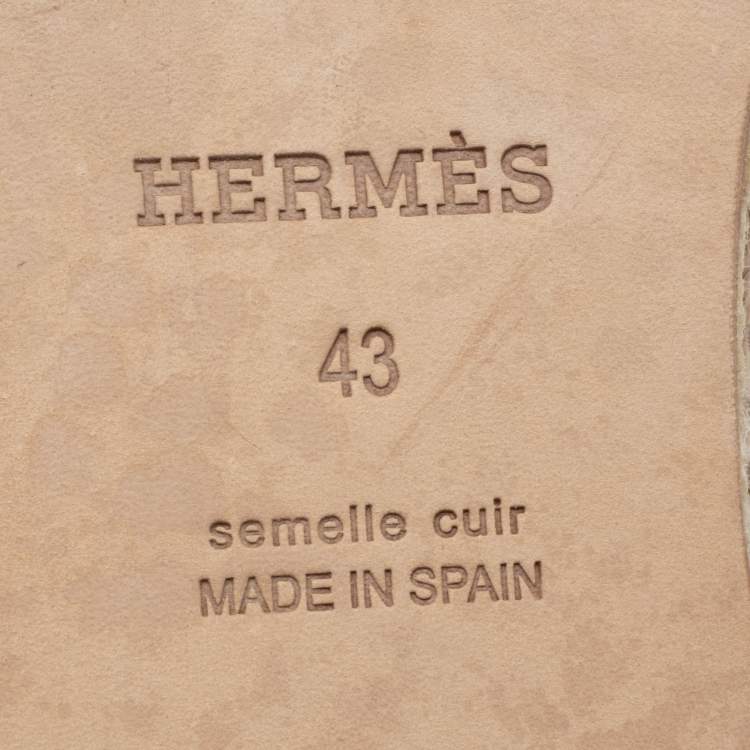 HERMÈS
43
semelle cuir
MADE IN SPAIN